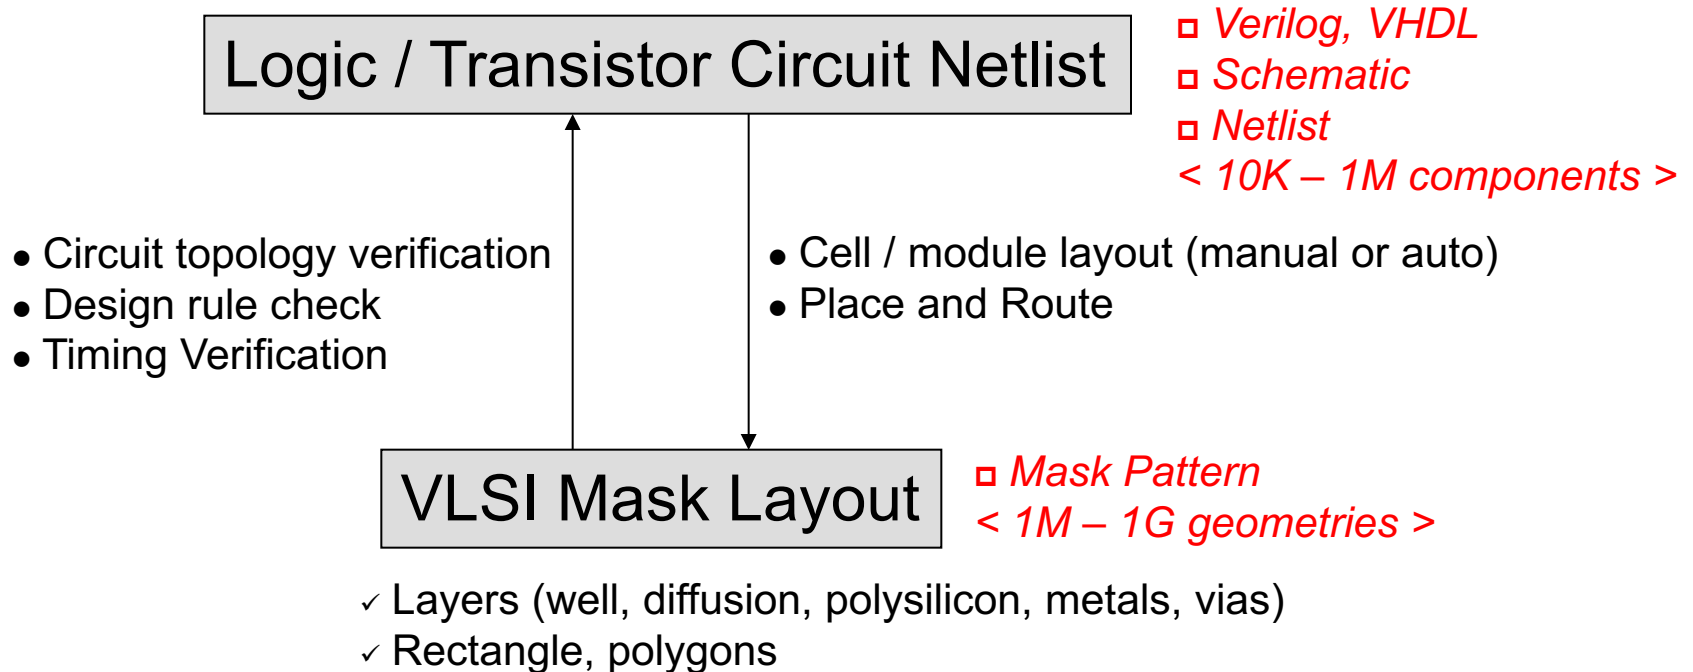 Logic / Transistor Circuit Netlist
Verilog, VHDL
Schematic
Netlist
< 10K – 1M components >
• Circuit topology verification
• Design rule check
• Timing Verification
• Cell / module layout (manual or auto)
• Place and Route
VLSI Mask Layout
Mask Pattern
< 1M – 1G geometries >
✓ Layers (well, diffusion, polysilicon, metals, vias)
✓ Rectangle, polygons